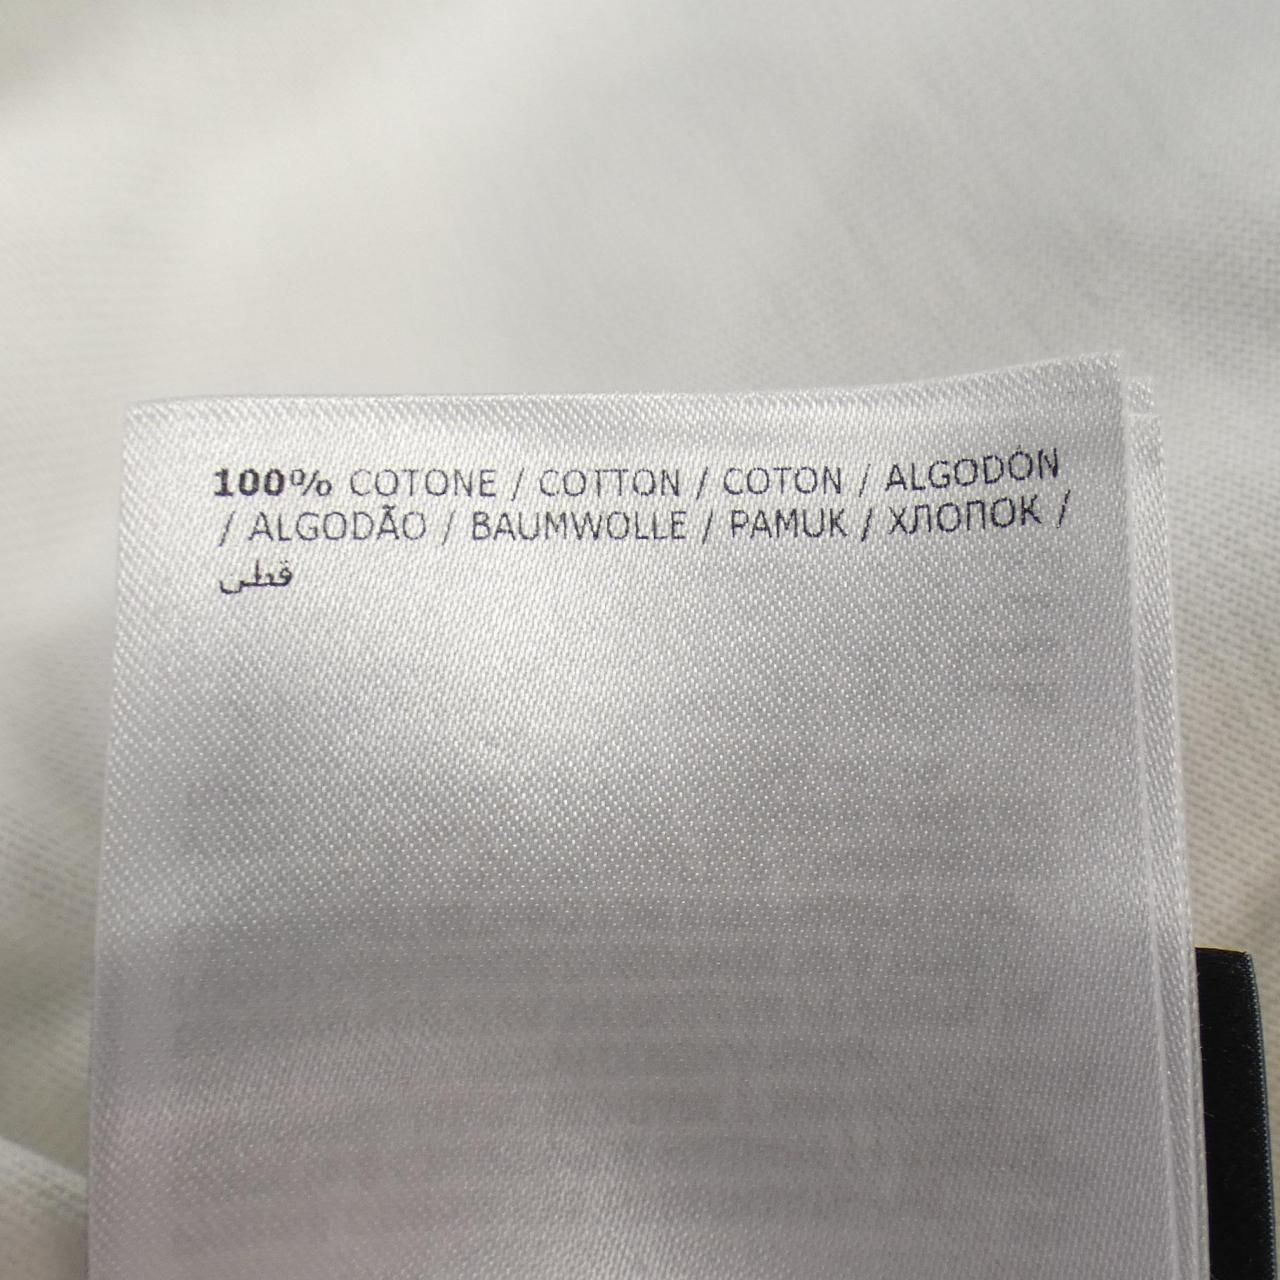 100% COTONE / COTTON / COTON / ALGODÓN
/ ALGODÃO / BAUMWOLLE / PAMUK / ХЛОПОК /
قطن